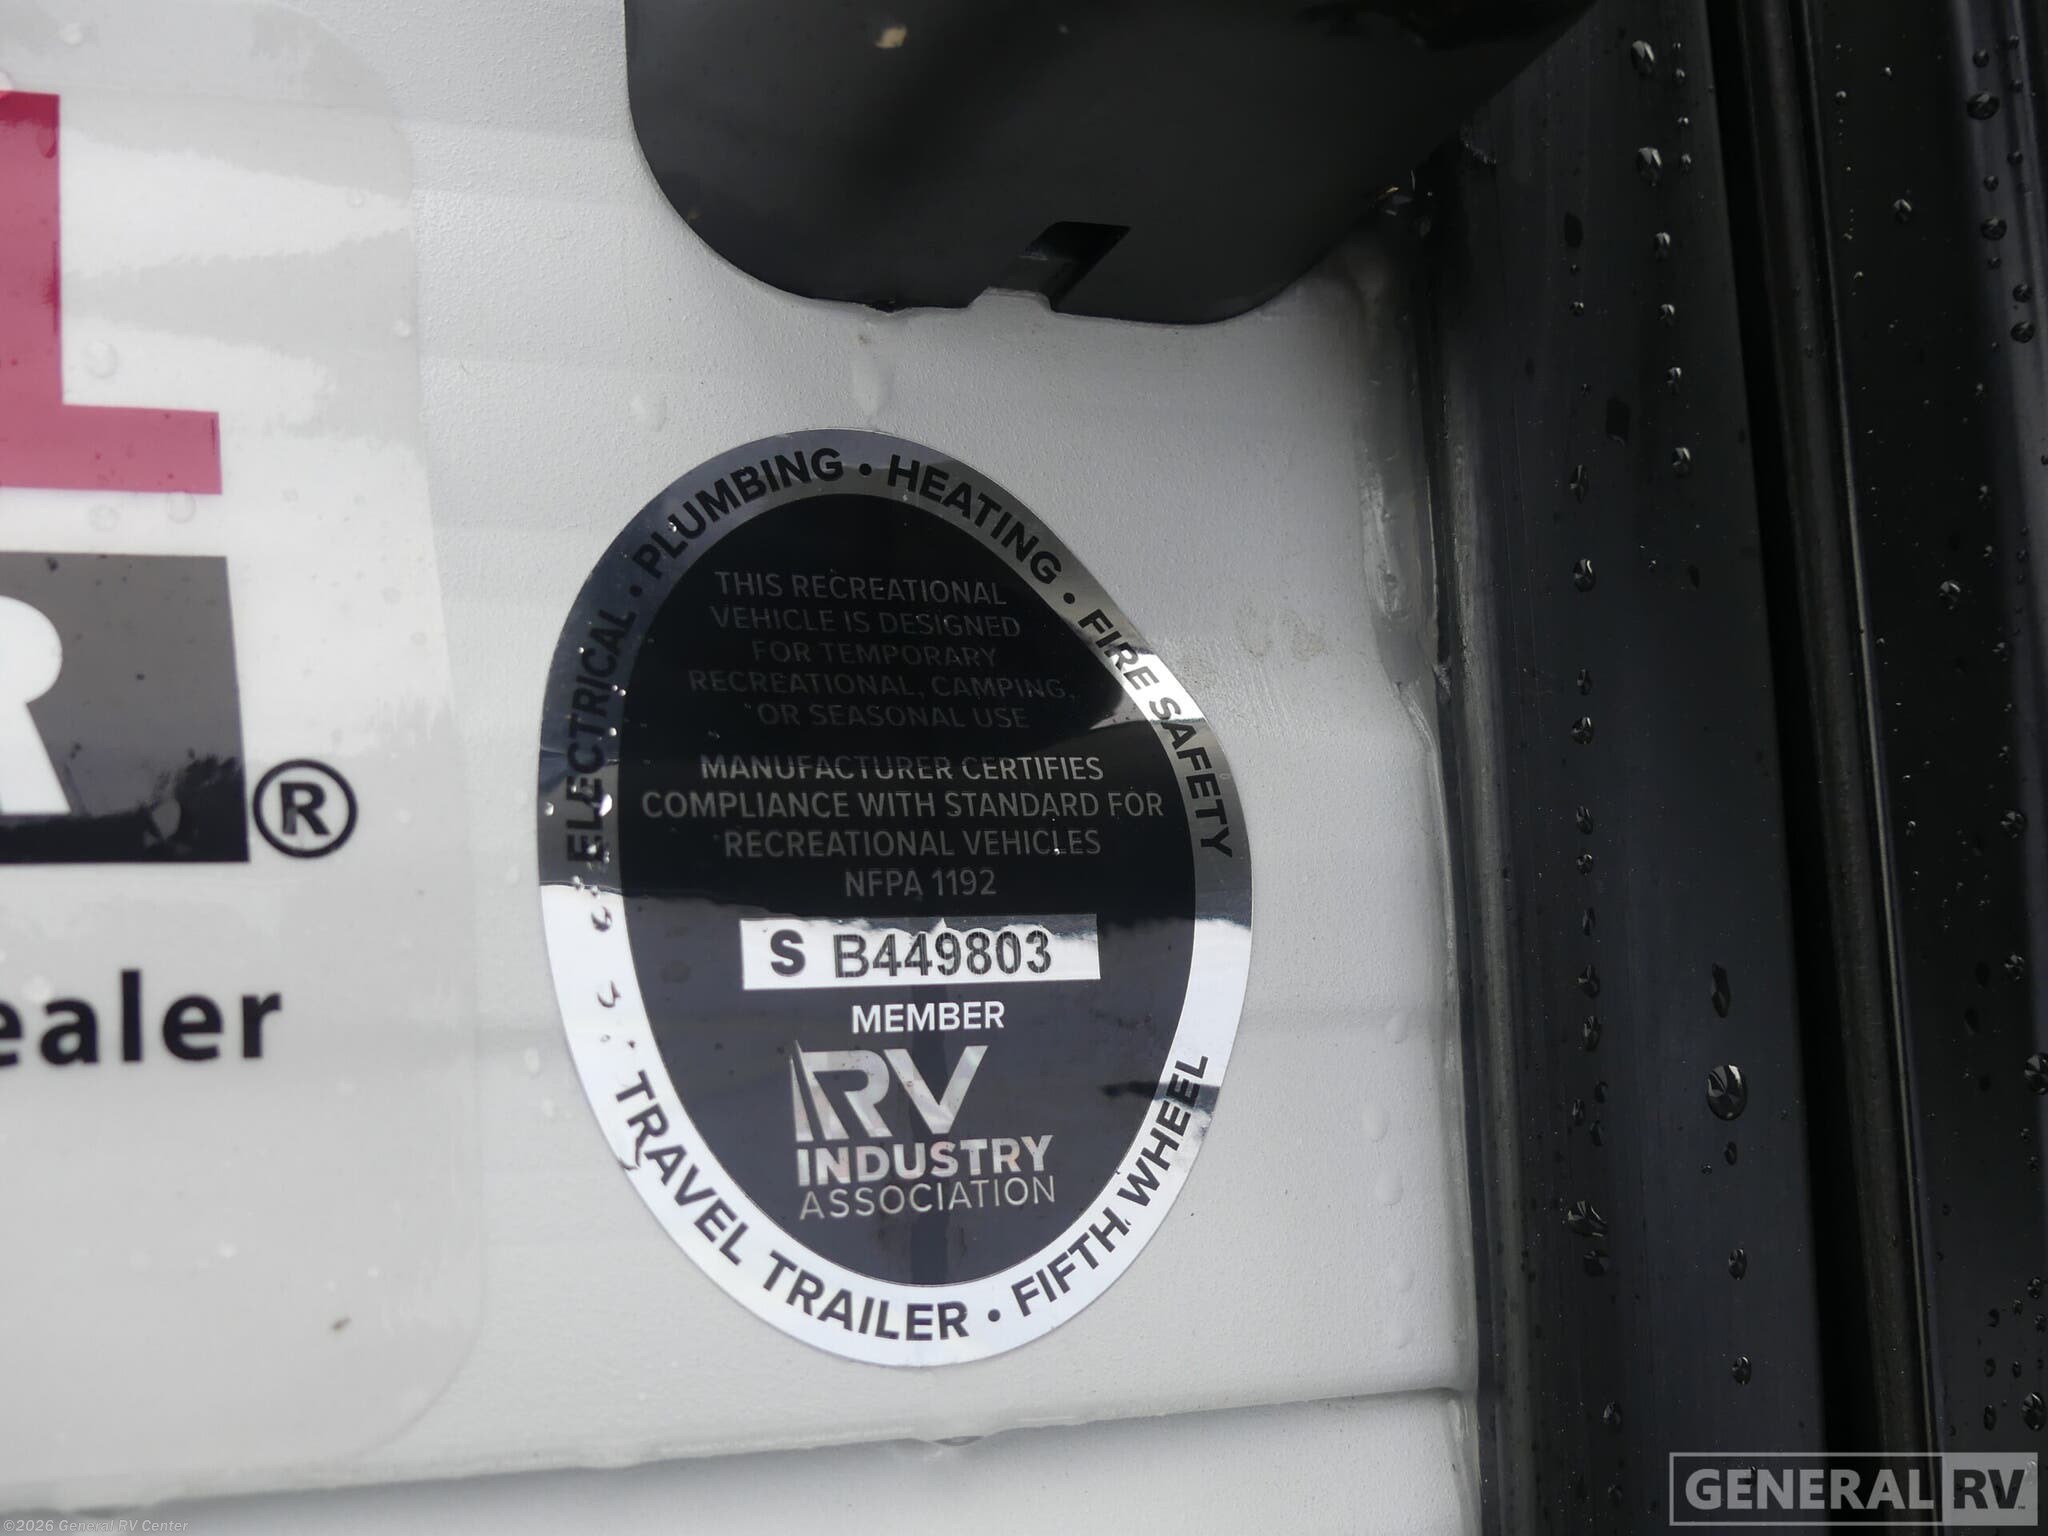 L
R®
ealer
ELECTRICAL • PLUMBING • HEATING • FIRE SAFETY
THIS RECREATIONAL
VEHICLE IS DESIGNED
FOR TEMPORARY
RECREATIONAL, CAMPING,
OR SEASONAL USE
MANUFACTURER CERTIFIES
COMPLIANCE WITH STANDARD FOR
RECREATIONAL VEHICLES
NFPA 1192
S B449803
MEMBER
RV
INDUSTRY
ASSOCIATION
TRAVEL TRAILER • FIFTH WHEEL
©2026 General RV Center
GENERAL RV